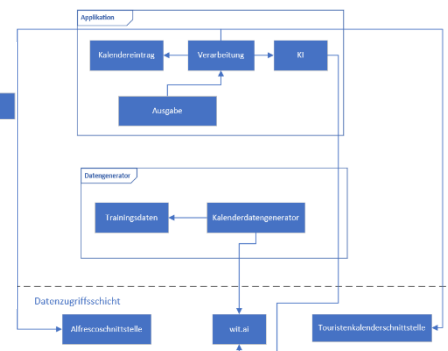 Applikation
Kalendereintrag
Verarbeitung
KI
Ausgabe
Datengenerator
Trainingsdaten
Kalenderdatengenerator
Datenzugriffsschicht
Alfrescoschnittstelle
wit.ai
Touristenkalenderschnittstelle